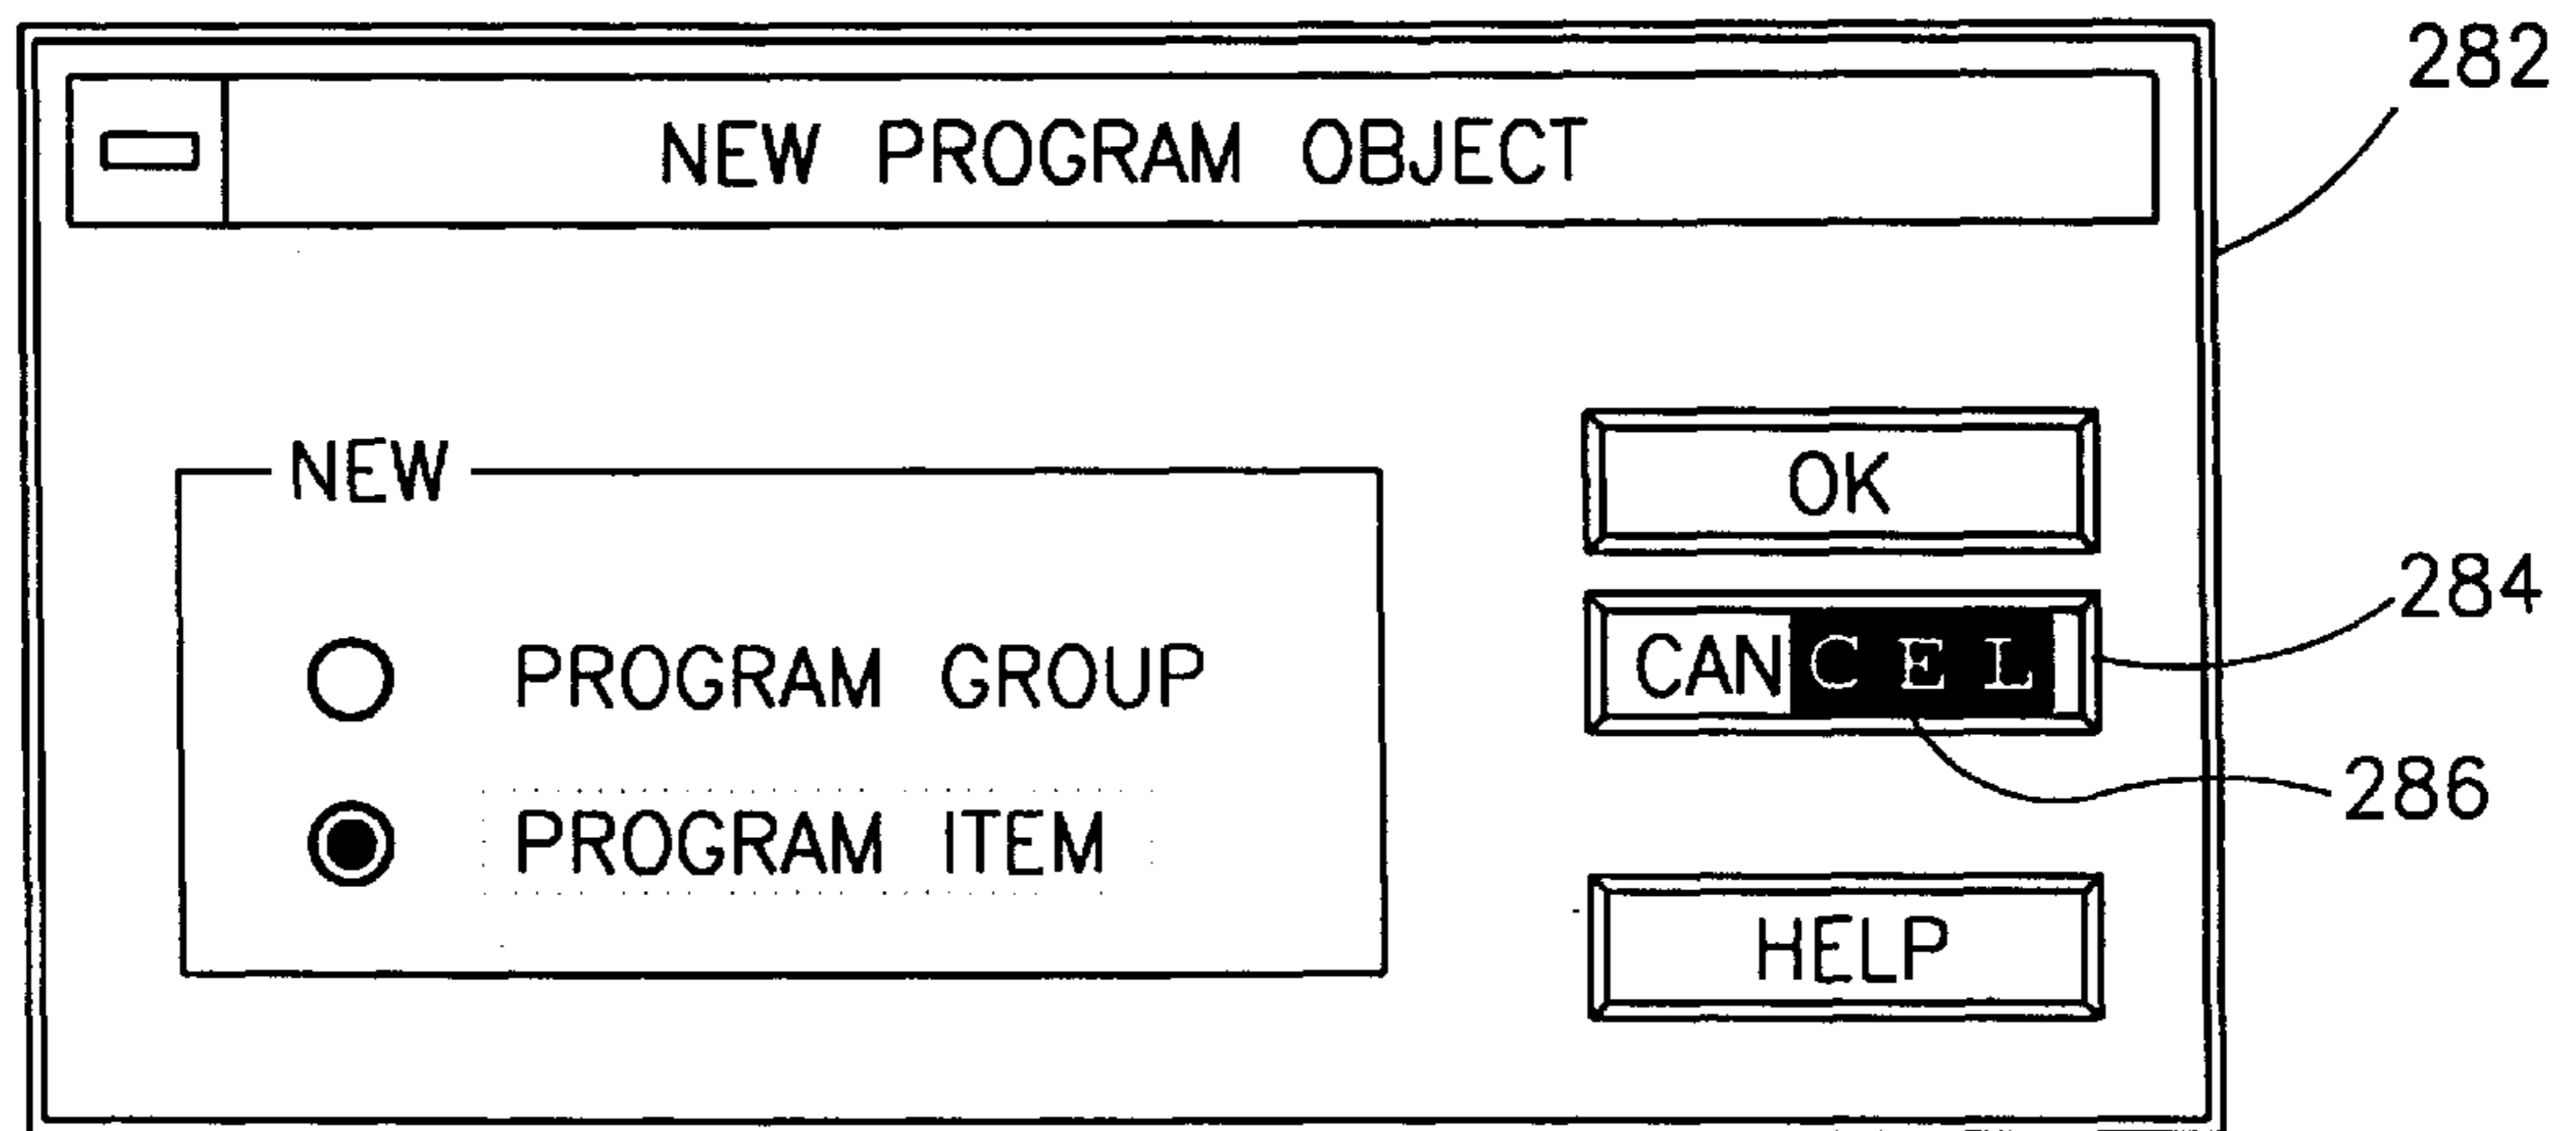 282
NEW PROGRAM OBJECT
NEW
OK
284
CANCEL
PROGRAM GROUP
286
PROGRAM ITEM
HELP